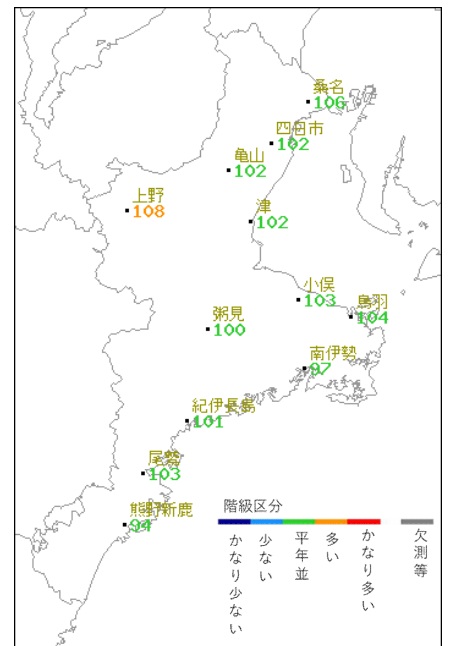 桑名
106
四日市
102
亀山
102
上野
108
津
102
小俣
103
鳥羽
104
粥見
100
南伊勢
97
紀伊長島
101
尾鷲
103
熊野新鹿
94
階級区分
かなり少ない
少ない
平年並
多い
かなり多い
欠測等